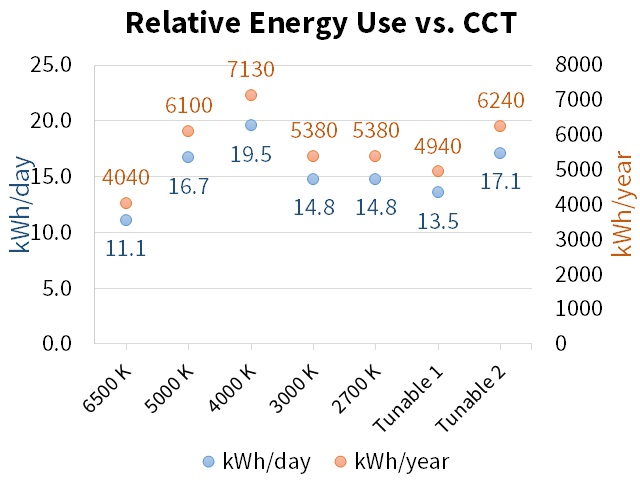 Relative Energy Use vs. CCT
25.0
20.0
15.0
10.0
5.0
0.0
kWh/day
8000
7000
6000
5000
4000
3000
2000
1000
0
kWh/year
4040
6100
7130
5380
5380
4940
6240
11.1
16.7
19.5
14.8
14.8
13.5
17.1
6500 K
5000 K
4000 K
3000 K
2700 K
Tunable 1
Tunable 2
kWh/day
kWh/year